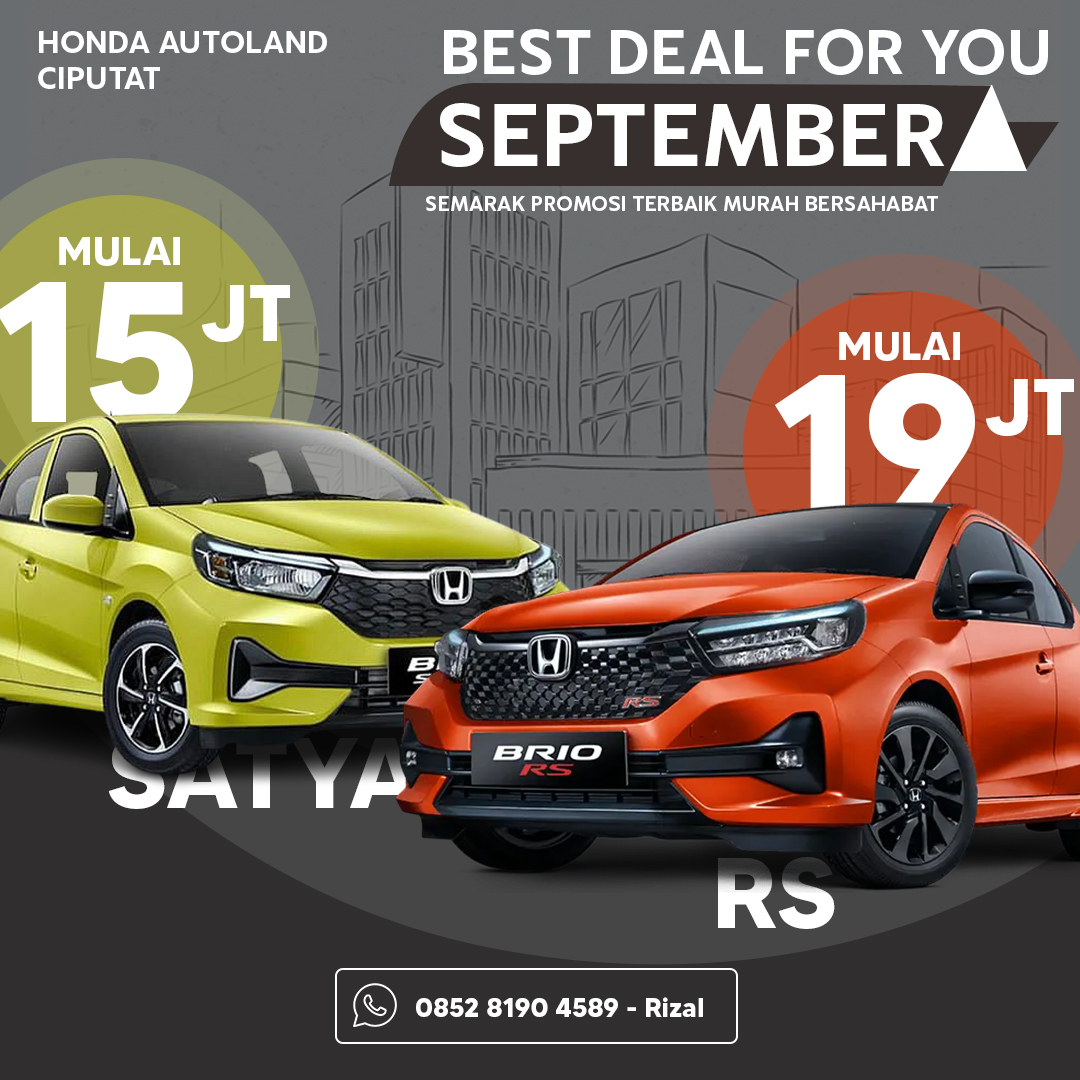 HONDA AUTOLAND
CIPUTAT
BEST DEAL FOR YOU
SEPTEMBER
SEMARAK PROMOSI TERBAIK MURAH BERSAHABAT
MULAI
15 JT
MULAI
19 JT
RS
BRIO
RS
SATYA
RS
0852 8190 4589 - Rizal